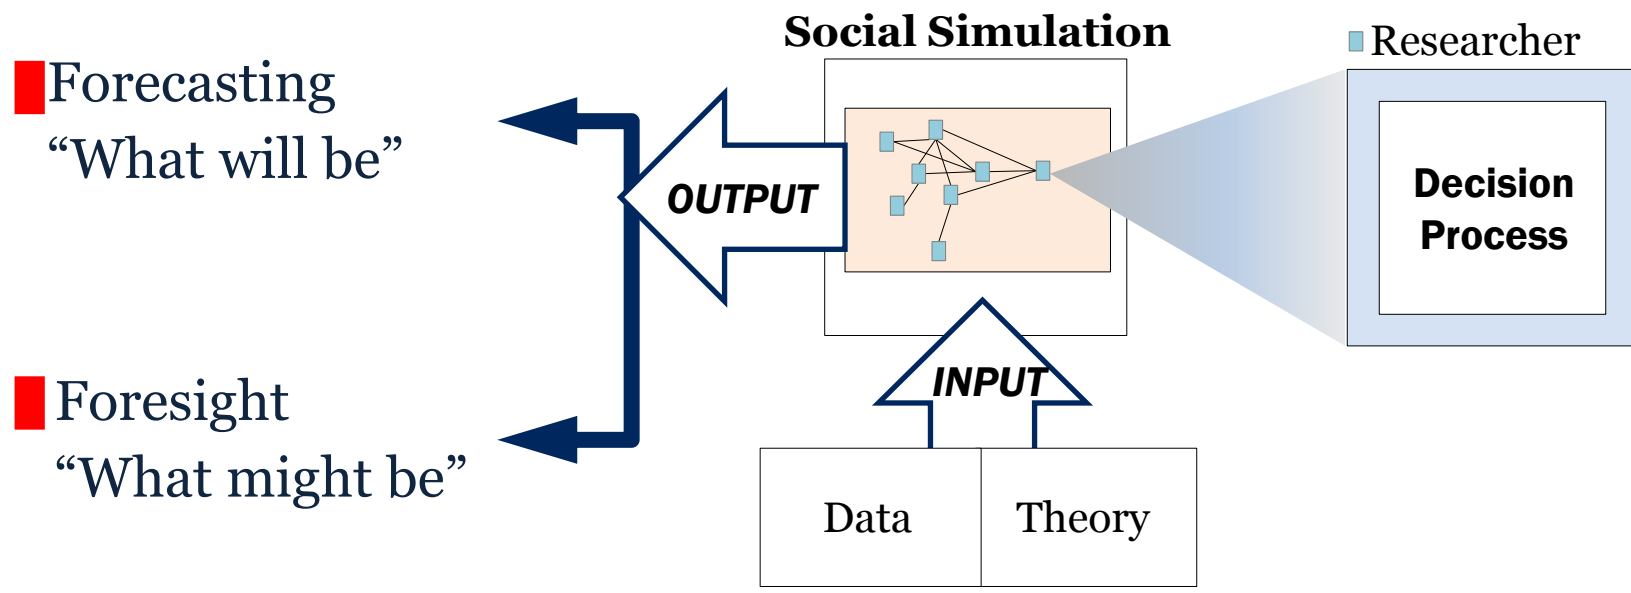 Social Simulation
Researcher
Forecasting
“What will be”
OUTPUT
Decision
Process
Foresight
“What might be”
INPUT
Data
Theory